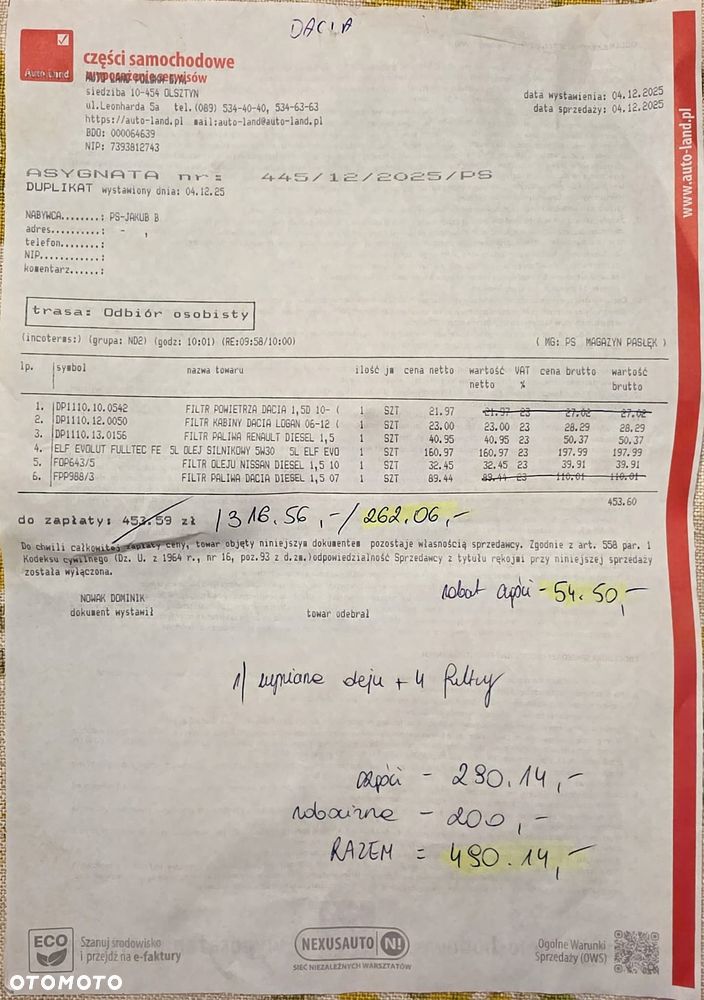 DACIA
Auto Land
części samochodowe
wyposażenie serwisów
AUTO LAND POLSKA S.A.
siedziba 10-454 OLSZTYN
ul.Leonharda 5a tel.(089) 534-40-40, 534-63-63
https://auto-land.pl mail:auto-land@auto-land.pl
BDO: 000064639
NIP: 7393812743
data wystawienia: 04.12.2025
data sprzedaży: 04.12.2025
www.auto-land.pl
ASYGNATA nr: 445/12/2025/PS
DUPLIKAT wystawiony dnia: 04.12.25
NABYWCA.......: PS-JAKUB B
adres.........: - ,
telefon.......:
NIP...........:
komentarz.....:
trasa: Odbiór osobisty
(incoterms:) (grupa: ND2) (godz: 10:01) (RE:09:58/10:00) ( MG: PS MAGAZYN PASŁĘK )
lp. symbol nazwa towaru ilość jm cena netto wartość netto VAT % cena brutto wartość brutto
1. DP1110.10.0542 FILTR POWIETRZA DACIA 1,5D 10- ( 1 SZT 21.97 21.97 23 27.02 27.02
2. DP1110.12.0050 FILTR KABINY DACIA LOGAN 06-12 ( 1 SZT 23.00 23.00 23 28.29 28.29
3. DP1110.13.0156 FILTR PALIWA RENAULT DIESEL 1,5 1 SZT 40.95 40.95 23 50.37 50.37
4. ELF EVOLUT FULLTEC FE 5L OLEJ SILNIKOWY 5W30 5L ELF EVO 1 SZT 160.97 160.97 23 197.99 197.99
5. FOP643/5 FILTR OLEJU NISSAN DIESEL 1,5 10 1 SZT 32.45 32.45 23 39.91 39.91
6. FPP988/3 FILTR PALIWA DACIA DIESEL 1,5 07 1 SZT 89.44 89.44 23 110.01 110.01
453.60
do zapłaty: 453.59 zł / 316.56,- / 262.06,-
Do chwili całkowitej zapłaty ceny, towar objęty niniejszym dokumentem pozostaje własnością sprzedawcy. Zgodnie z art. 558 par. 1
Kodeksu cywilnego (Dz. U. z 1964 r., nr 16, poz.93 z d.zm.)odpowiedzialność Sprzedawcy z tytułu rękojmi przy niniejszej sprzedaży
została wyłączona.
rabat części - 54.50,-
NOWAK DOMINIK
dokument wystawił towar odebrał
1/ wymiana oleju + 4 filtry
części - 290.14,-
robocizna - 200,-
RAZEM = 490.14,-
ECO
Szanuj środowisko
i przejdź na e-faktury
NEXUSAUTO N!
SIEĆ NIEZALEŻNYCH WARSZTATÓW
Ogólne Warunki
Sprzedaży (OWS)
OTOMOTO